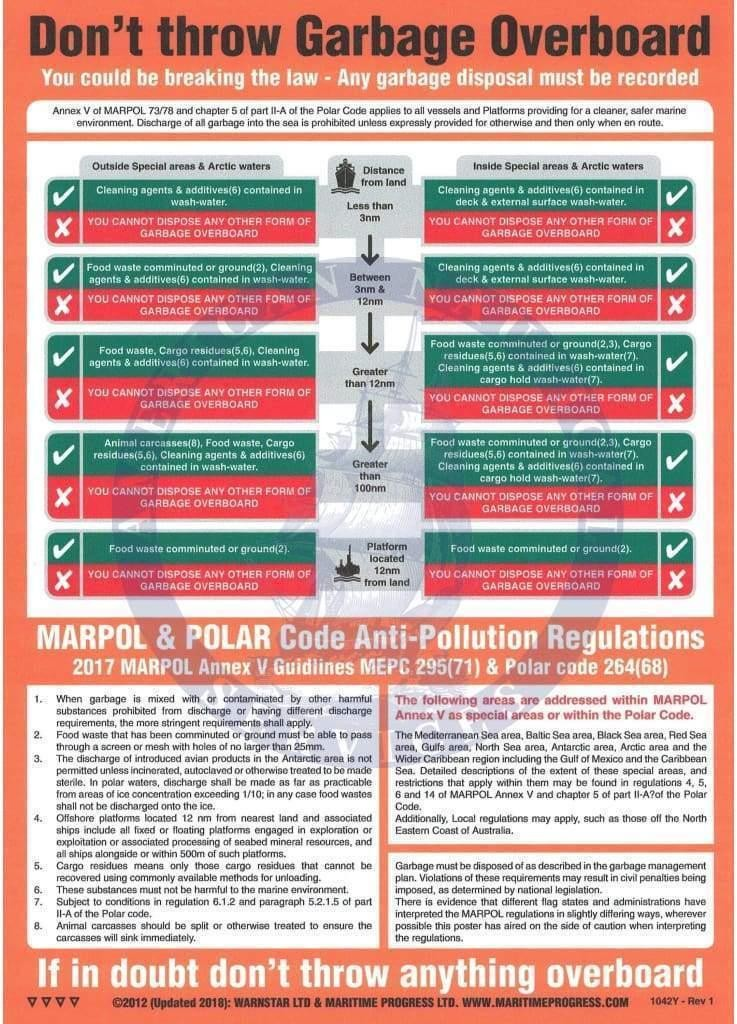 Don't throw Garbage Overboard
You could be breaking the law - Any garbage disposal must be recorded
Annex V of MARPOL 73/78 and chapter 5 of part II-A of the Polar Code applies to all vessels and Platforms providing for a cleaner, safer marine
environment. Discharge of all garbage into the sea is prohibited unless expressly provided for otherwise and then only when en route.
Outside Special areas & Arctic waters
Distance
from land
Inside Special areas & Arctic waters
Cleaning agents & additives(6) contained in
wash-water.
YOU CANNOT DISPOSE ANY OTHER FORM OF
GARBAGE OVERBOARD
Less than
3nm
Cleaning agents & additives(6) contained in
deck & external surface wash-water.
YOU CANNOT DISPOSE ANY OTHER FORM OF
GARBAGE OVERBOARD
Food waste comminuted or ground(2), Cleaning
agents & additives(6) contained in wash-water.
YOU CANNOT DISPOSE ANY OTHER FORM OF
GARBAGE OVERBOARD
Between
3nm &
12nm
Cleaning agents & additives(6) contained in
deck & external surface wash-water.
YOU CANNOT DISPOSE ANY OTHER FORM OF
GARBAGE OVERBOARD
Food waste, Cargo residues(5,6), Cleaning
agents & additives(6) contained in wash-water.
YOU CANNOT DISPOSE ANY OTHER FORM OF
GARBAGE OVERBOARD
Greater
than 12nm
Food waste comminuted or ground(2,3), Cargo
residues(5,6) contained in wash-water(7).
Cleaning agents & additives(6) contained in
cargo hold wash-water(7).
YOU CANNOT DISPOSE ANY OTHER FORM OF
GARBAGE OVERBOARD
Animal carcasses(8), Food waste, Cargo
residues(5,6), Cleaning agents & additives(6)
contained in wash-water.
YOU CANNOT DISPOSE ANY OTHER FORM OF
GARBAGE OVERBOARD
Greater
than
100nm
Food waste comminuted or ground(2,3), Cargo
residues(5,6) contained in wash-water(7).
Cleaning agents & additives(6) contained in
cargo hold wash-water(7).
YOU CANNOT DISPOSE ANY OTHER FORM OF
GARBAGE OVERBOARD
Food waste comminuted or ground(2).
YOU CANNOT DISPOSE ANY OTHER FORM OF
GARBAGE OVERBOARD
Platform
located
12nm
from land
Food waste comminuted or ground(2).
YOU CANNOT DISPOSE ANY OTHER FORM OF
GARBAGE OVERBOARD
MARPOL & POLAR Code Anti-Pollution Regulations
2017 MARPOL Annex V Guidlines MEPC 295(71) & Polar code 264(68)
1. When garbage is mixed with or contaminated by other harmful
substances prohibited from discharge or having different discharge
requirements, the more stringent requirements shall apply.
2. Food waste that has been comminuted or ground must be able to pass
through a screen or mesh with holes of no larger than 25mm.
3. The discharge of introduced avian products in the Antarctic area is not
permitted unless incinerated, autoclaved or otherwise treated to be made
sterile. In polar waters, discharge shall be made as far as practicable
from areas of ice concentration exceeding 1/10; in any case food wastes
shall not be discharged onto the ice.
4. Offshore platforms located 12 nm from nearest land and associated
ships include all fixed or floating platforms engaged in exploration or
exploitation or associated processing of seabed mineral resources, and
all ships alongside or within 500m of such platforms.
5. Cargo residues means only those cargo residues that cannot be
recovered using commonly available methods for unloading.
6. These substances must not be harmful to the marine environment.
7. Subject to conditions in regulation 6.1.2 and paragraph 5.2.1.5 of part
II-A of the Polar code.
8. Animal carcasses should be split or otherwise treated to ensure the
carcasses will sink immediately.
The following areas are addressed within MARPOL
Annex V as special areas or within the Polar Code.
The Mediterranean Sea area, Baltic Sea area, Black Sea area, Red Sea
area, Gulfs area, North Sea area, Antarctic area, Arctic area and the
Wider Caribbean region including the Gulf of Mexico and the Caribbean
Sea. Detailed descriptions of the extent of these special areas, and
restrictions that apply within them may be found in regulations 4, 5,
6 and 14 of MARPOL Annex V and chapter 5 of part II-A?of the Polar
Code.
Additionally, Local regulations may apply, such as those off the North
Eastern Coast of Australia.
Garbage must be disposed of as described in the garbage management
plan. Violations of these requirements may result in civil penalties being
imposed, as determined by national legislation.
There is evidence that different flag states and administrations have
interpreted the MARPOL regulations in slightly differing ways, wherever
possible this poster has aired on the side of caution when interpreting
the regulations.
If in doubt don't throw anything overboard
©2012 (Updated 2018): WARNSTAR LTD & MARITIME PROGRESS LTD. WWW.MARITIMEPROGRESS.COM
1042Y - Rev 1
AMERICAN NAUTICAL
SERVICES